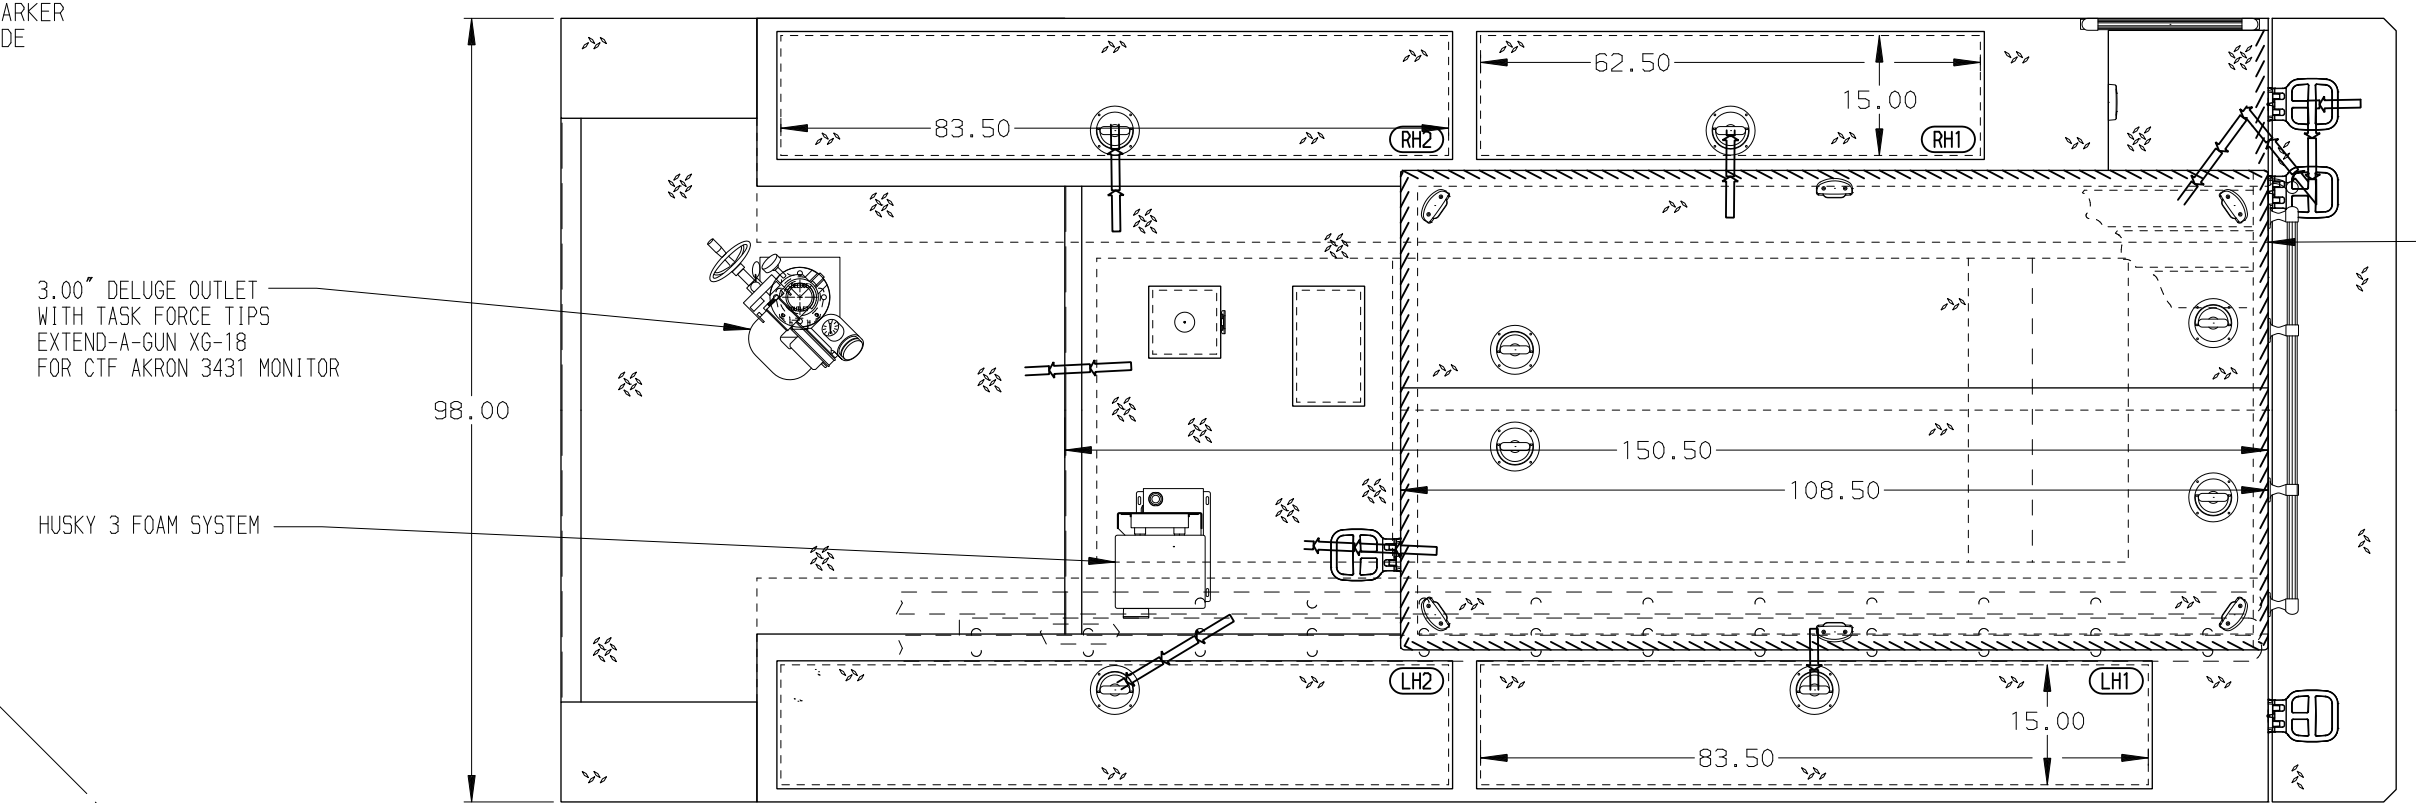 ARKER
DE
62.50
15.00
83.50
RH2
RH1
3.00" DELUGE OUTLET
WITH TASK FORCE TIPS
EXTEND-A-GUN XG-18
FOR CTF AKRON 3431 MONITOR
98.00
150.50
108.50
HUSKY 3 FOAM SYSTEM
LH2
LH1
15.00
83.50